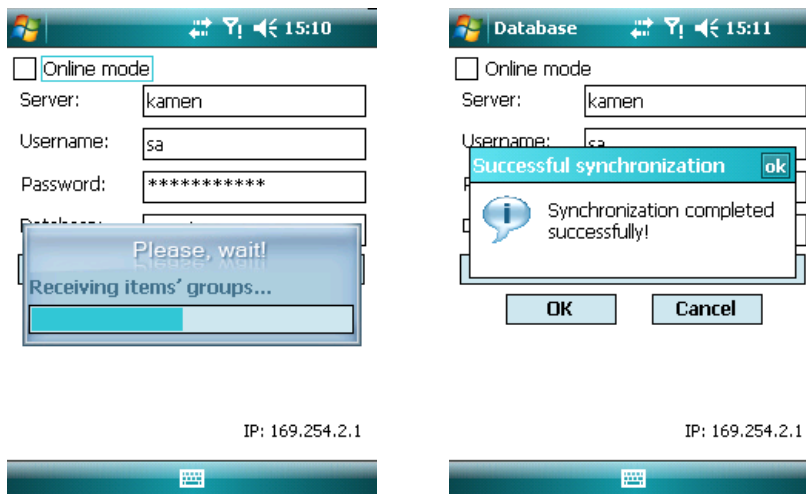 15:10
Online mode
Server: kamen
Username: sa
Password: ***********
Please, wait!
Receiving items' groups...
IP: 169.254.2.1
Database 15:11
Online mode
Server: kamen
Username: sa
Successful synchronization ok
Synchronization completed
successfully!
OK Cancel
IP: 169.254.2.1